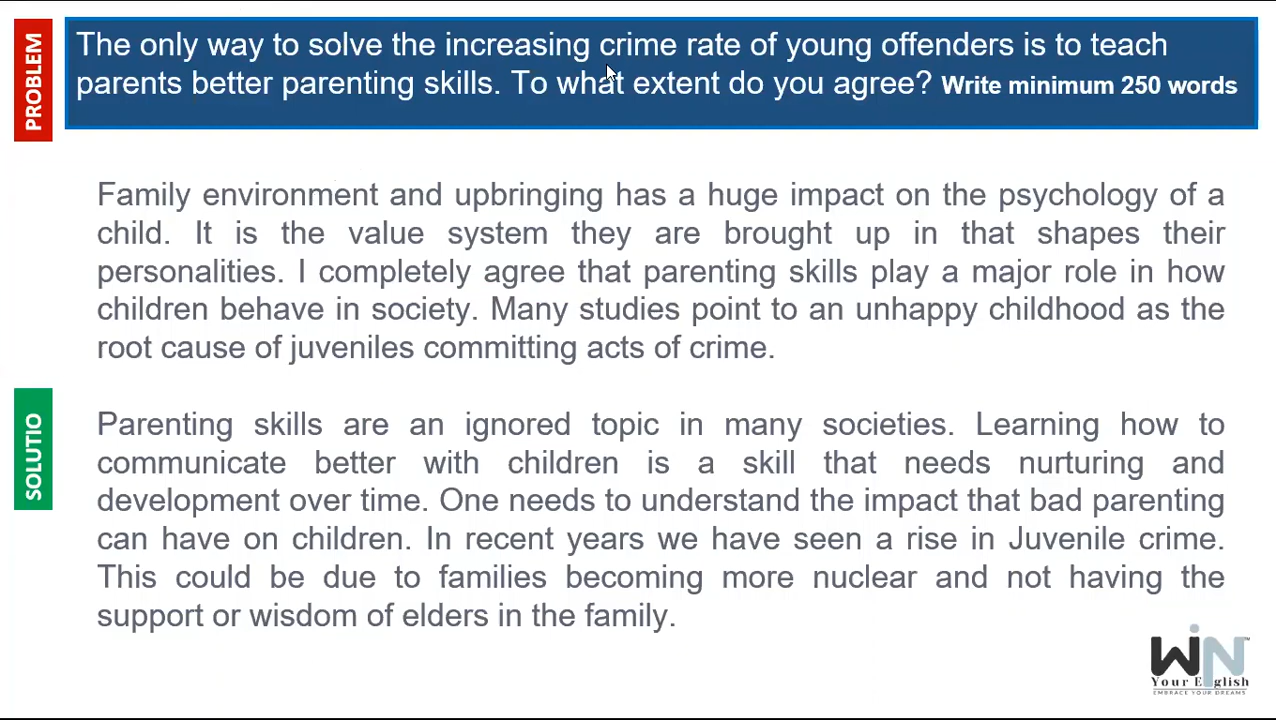 PROBLEM
The only way to solve the increasing crime rate of young offenders is to teach
parents better parenting skills. To what extent do you agree? Write minimum 250 words
Family environment and upbringing has a huge impact on the psychology of a
child. It is the value system they are brought up in that shapes their
personalities. I completely agree that parenting skills play a major role in how
children behave in society. Many studies point to an unhappy childhood as the
root cause of juveniles committing acts of crime.
SOLUTIO
Parenting skills are an ignored topic in many societies. Learning how to
communicate better with children is a skill that needs nurturing and
development over time. One needs to understand the impact that bad parenting
can have on children. In recent years we have seen a rise in Juvenile crime.
This could be due to families becoming more nuclear and not having the
support or wisdom of elders in the family.
WiN™
Your English
EMBRACE YOUR DREAMS